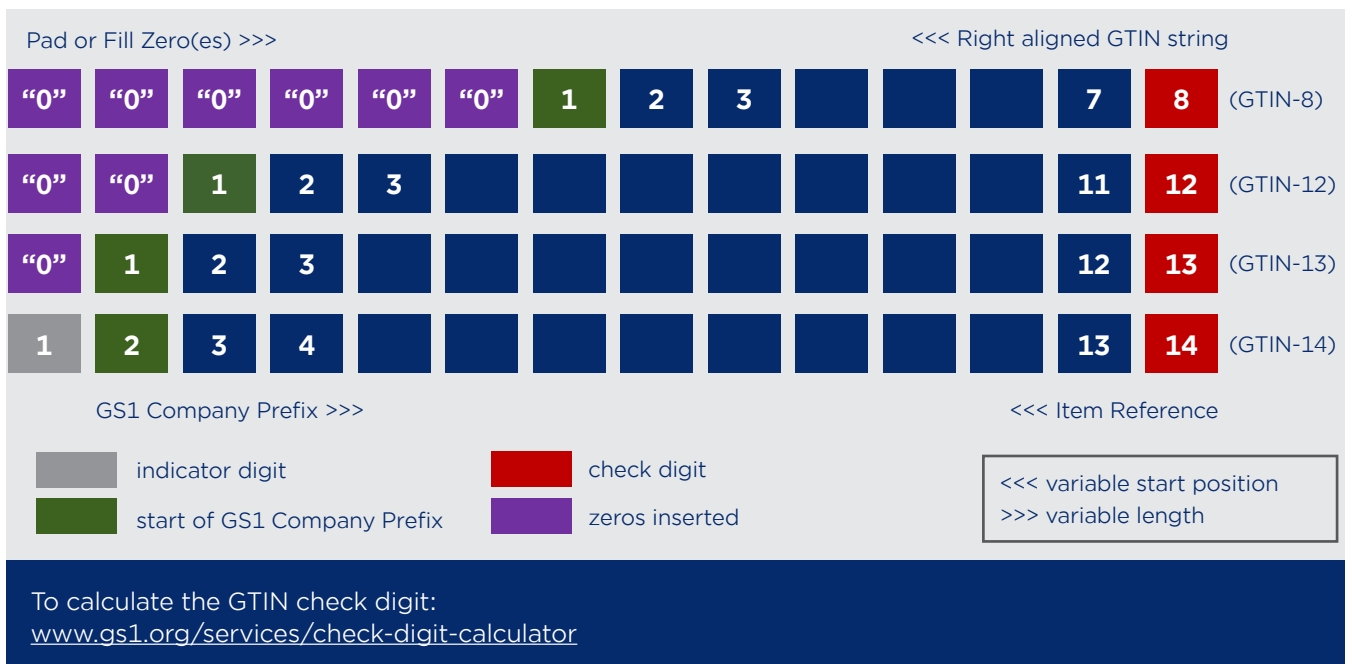 Pad or Fill Zero(es) >>> <<< Right aligned GTIN string
“0” “0” “0” “0” “0” “0” 1 2 3 7 8 (GTIN-8)
“0” “0” 1 2 3 11 12 (GTIN-12)
“0” 1 2 3 12 13 (GTIN-13)
1 2 3 4 13 14 (GTIN-14)
GS1 Company Prefix >>> <<< Item Reference
indicator digit check digit <<< variable start position
start of GS1 Company Prefix zeros inserted >>> variable length
To calculate the GTIN check digit:
www.gs1.org/services/check-digit-calculator